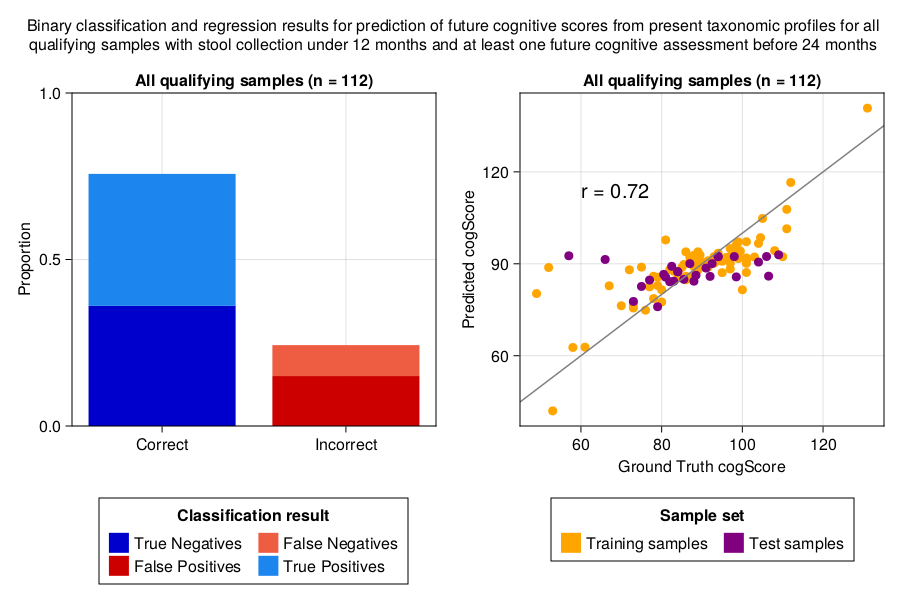 Binary classification and regression results for prediction of future cognitive scores from present taxonomic profiles for all
qualifying samples with stool collection under 12 months and at least one future cognitive assessment before 24 months
All qualifying samples (n = 112)
1.0
0.5
0.0
Proportion
Correct
Incorrect
Classification result
True Negatives
False Negatives
False Positives
True Positives
All qualifying samples (n = 112)
r = 0.72
120
90
60
Predicted cogScore
60
80
100
120
Ground Truth cogScore
Sample set
Training samples
Test samples